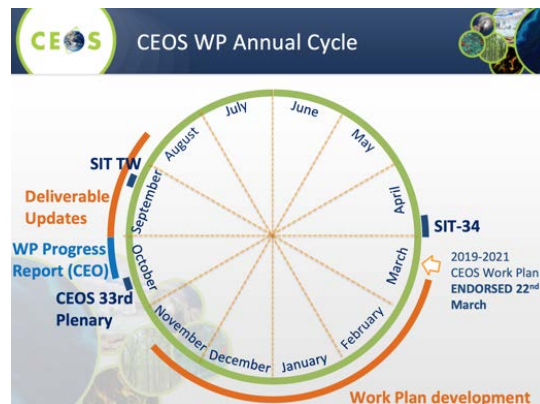 CEOS
CEOS WP Annual Cycle
July
June
August
May
SIT TW
September
April
Deliverable
Updates
SIT-34
WP Progress
Report (CEO)
October
March
2019-2021
CEOS Work Plan
ENDORSED 22nd
March
CEOS 33rd
Plenary
November
February
December
January
Work Plan development